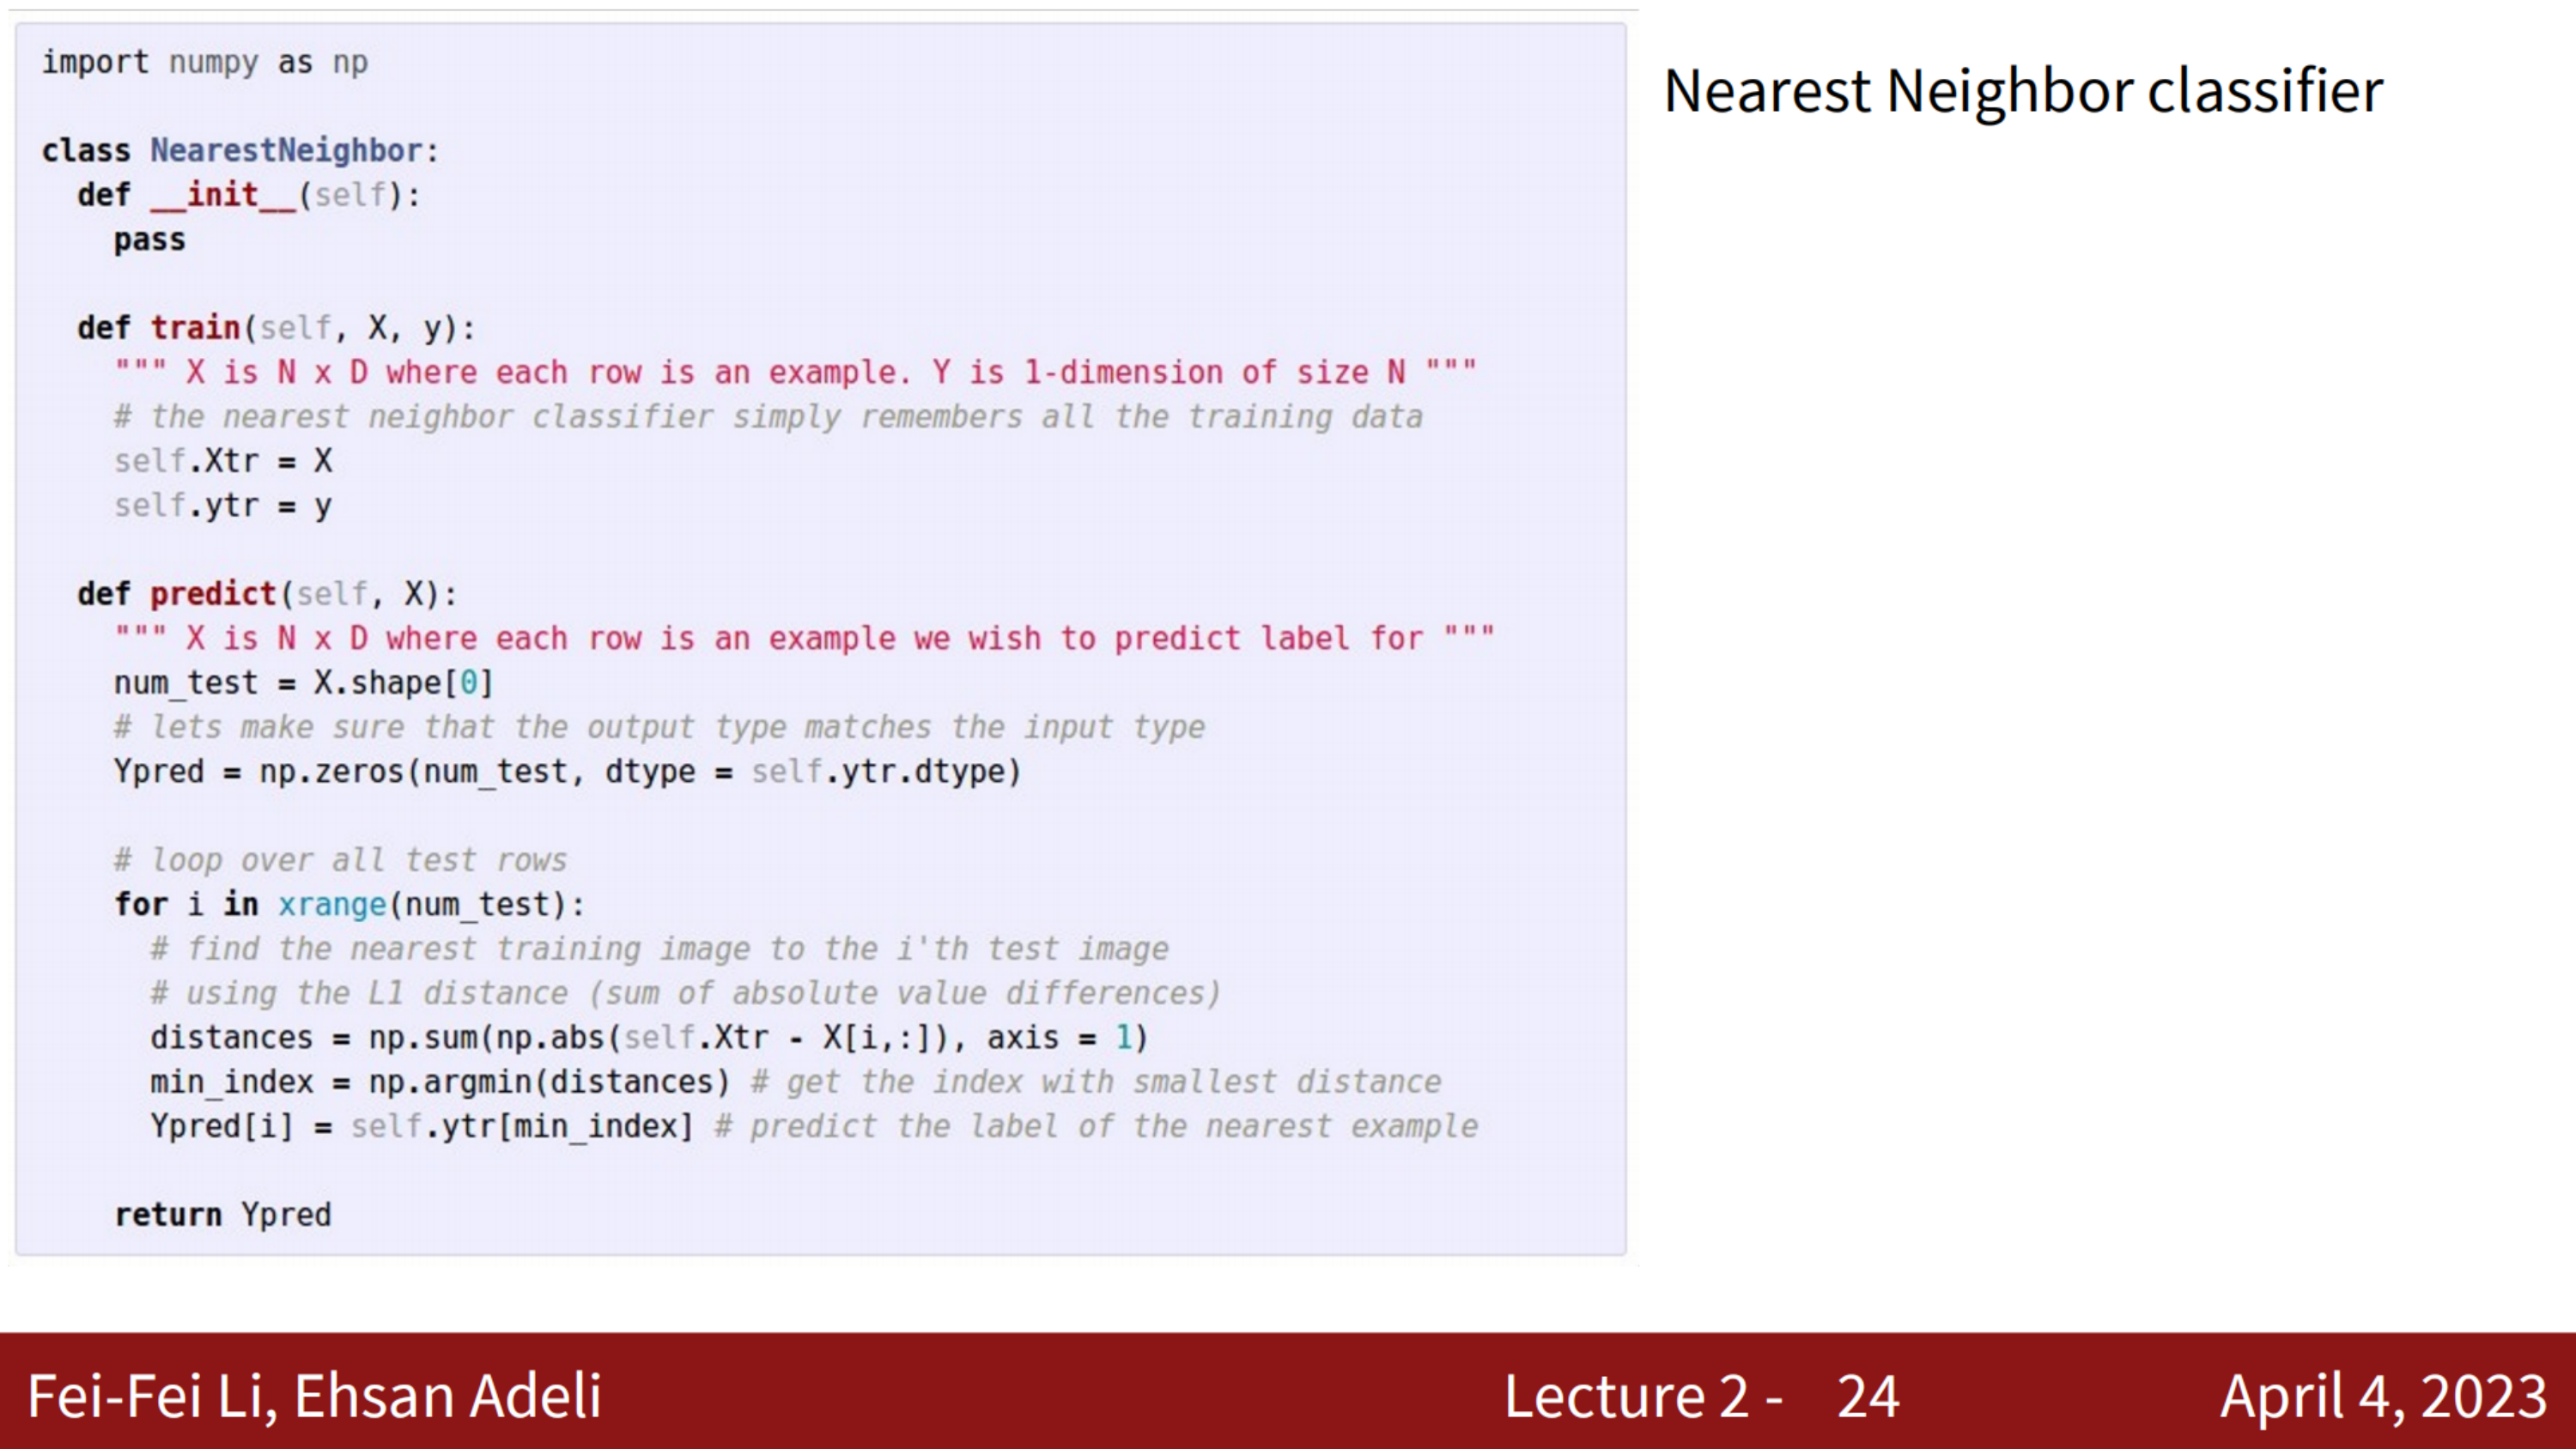 import numpy as np
class NearestNeighbor:
  def __init__(self):
    pass
  def train(self, X, y):
    """ X is N x D where each row is an example. Y is 1-dimension of size N """
    # the nearest neighbor classifier simply remembers all the training data
    self.Xtr = X
    self.ytr = y
  def predict(self, X):
    """ X is N x D where each row is an example we wish to predict label for """
    num_test = X.shape[0]
    # lets make sure that the output type matches the input type
    Ypred = np.zeros(num_test, dtype = self.ytr.dtype)
    # loop over all test rows
    for i in xrange(num_test):
      # find the nearest training image to the i'th test image
      # using the L1 distance (sum of absolute value differences)
      distances = np.sum(np.abs(self.Xtr - X[i,:]), axis = 1)
      min_index = np.argmin(distances) # get the index with smallest distance
      Ypred[i] = self.ytr[min_index] # predict the label of the nearest example
    return Ypred
Nearest Neighbor classifier
Fei-Fei Li, Ehsan Adeli
Lecture 2 - 24
April 4, 2023